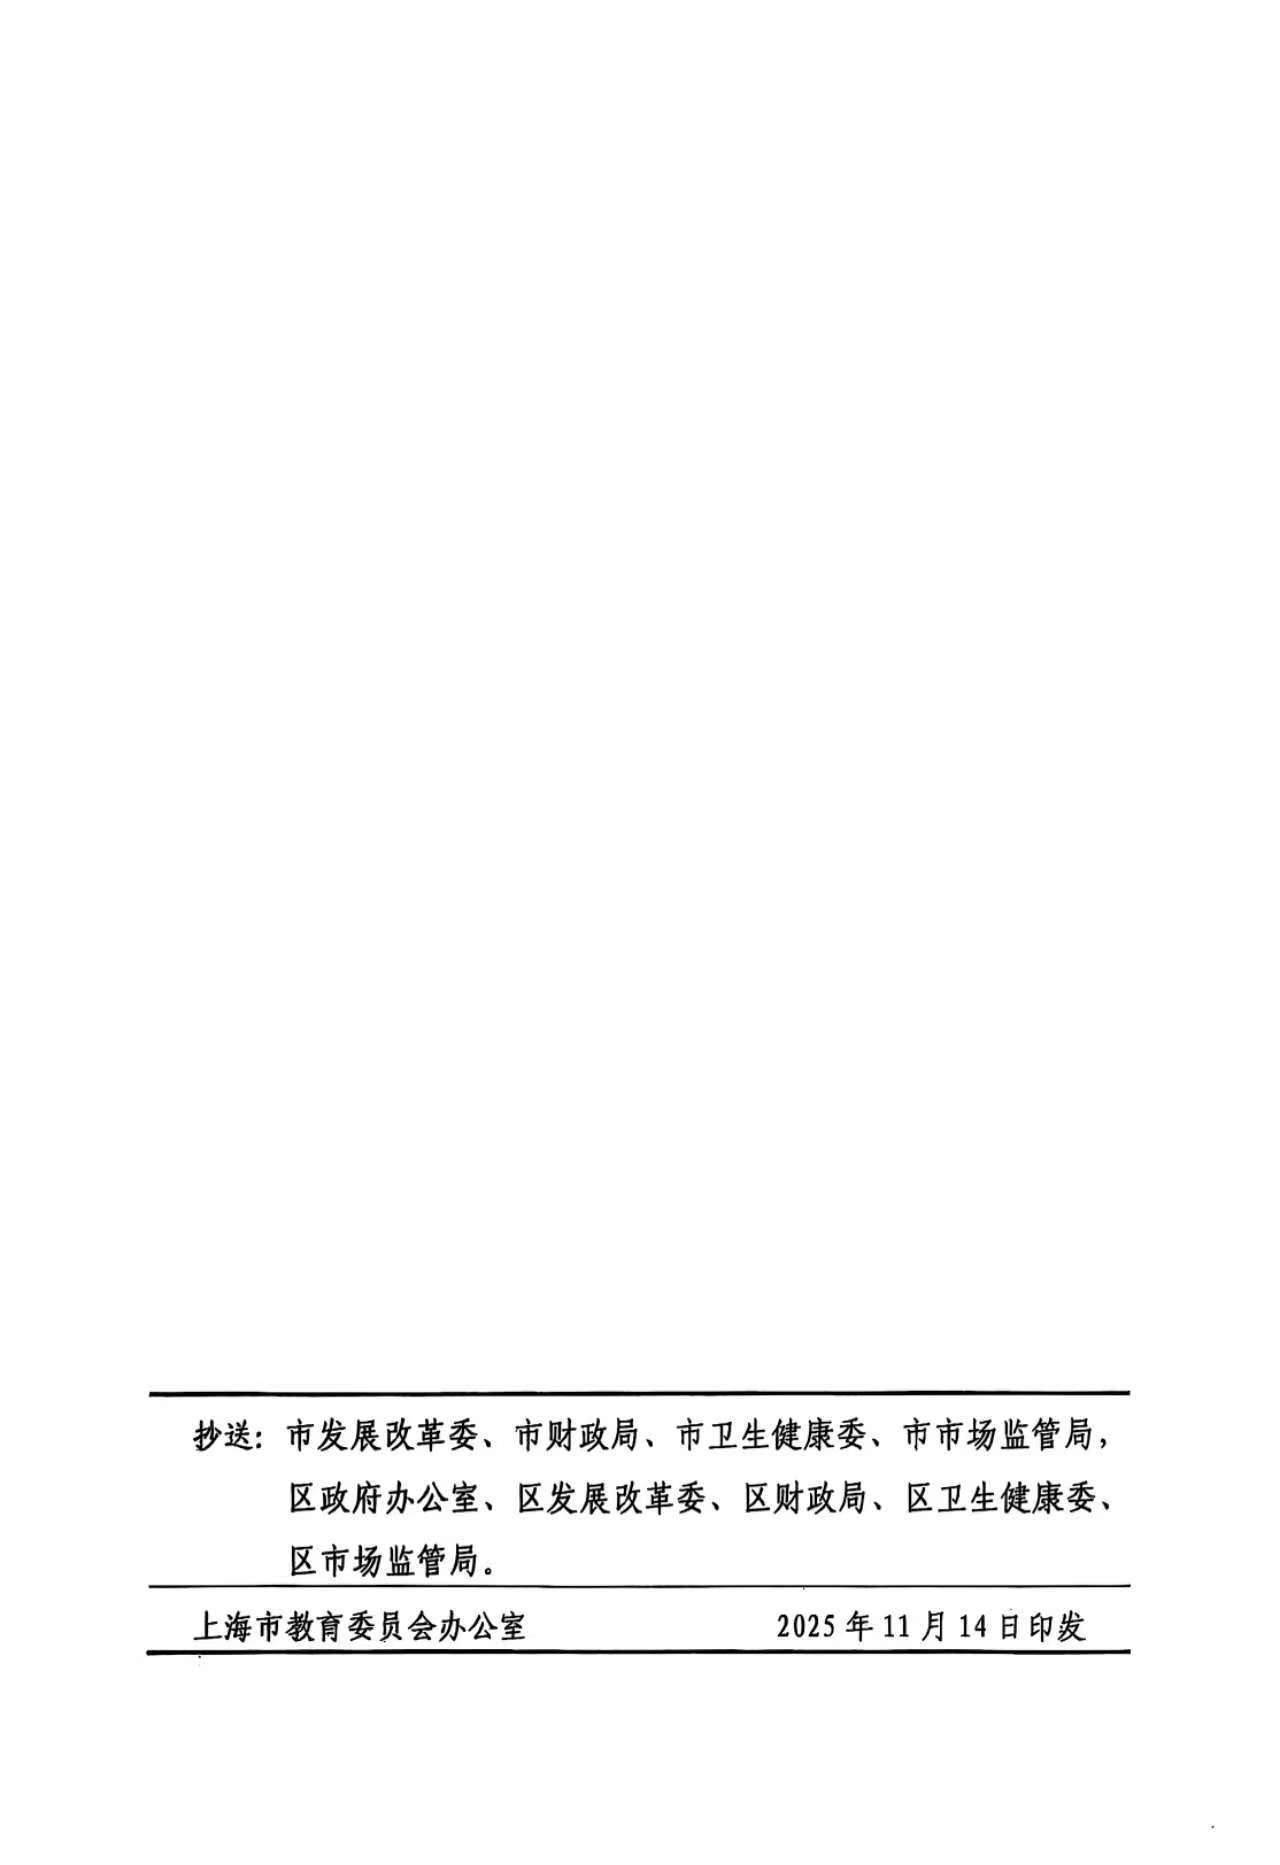 抄送：市发展改革委、市财政局、市卫生健康委、市市场监管局，
区政府办公室、区发展改革委、区财政局、区卫生健康委、
区市场监管局。
上海市教育委员会办公室 2025年11月14日印发